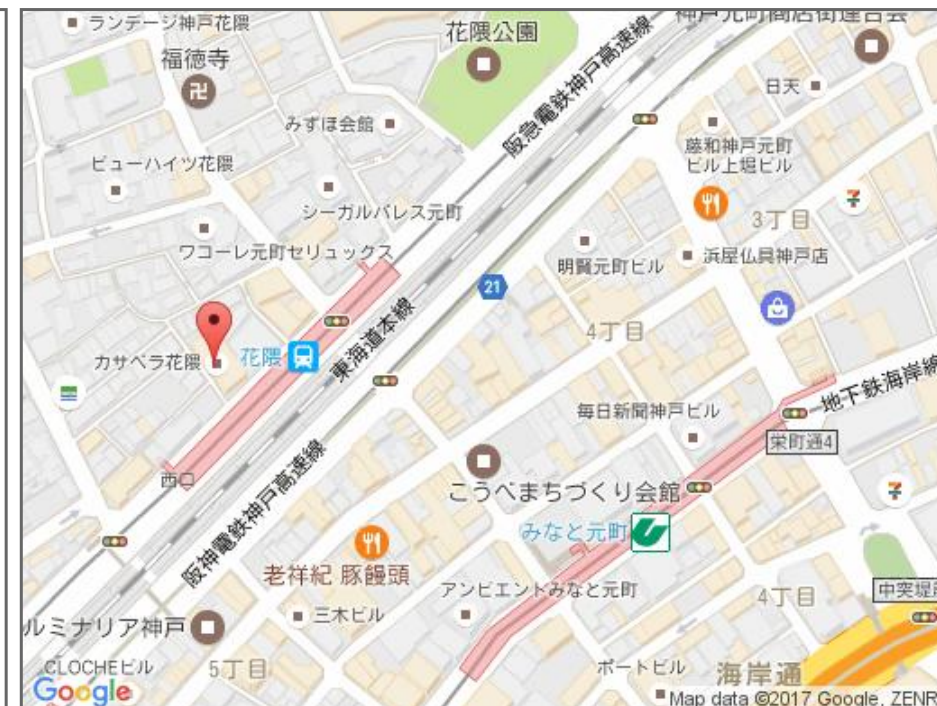 ランデージ神戸花隈
花隈公園
神戸元町商店街連合会
福徳寺
卍
日天
みずほ会館
阪急電鉄神戸高速線
藤和神戸元町
ビル上堀ビル
ビューハイツ花隈
シーガルパレス元町
3丁目
ワコーレ元町セリュックス
明賢元町ビル
浜屋仏具神戸店
21
東海道本線
4丁目
カサベラ花隈
花隈
地下鉄海岸線
毎日新聞神戸ビル
栄町通4
西口
阪神電鉄神戸高速線
こうべまちづくり会館
みなと元町
老祥紀 豚饅頭
アンビエントみなと元町
4丁目
中突堤
三木ビル
ルミナリア神戸
CLOCHEビル
5丁目
ポートビル
海岸通
Google
Map data ©2017 Google, ZENR